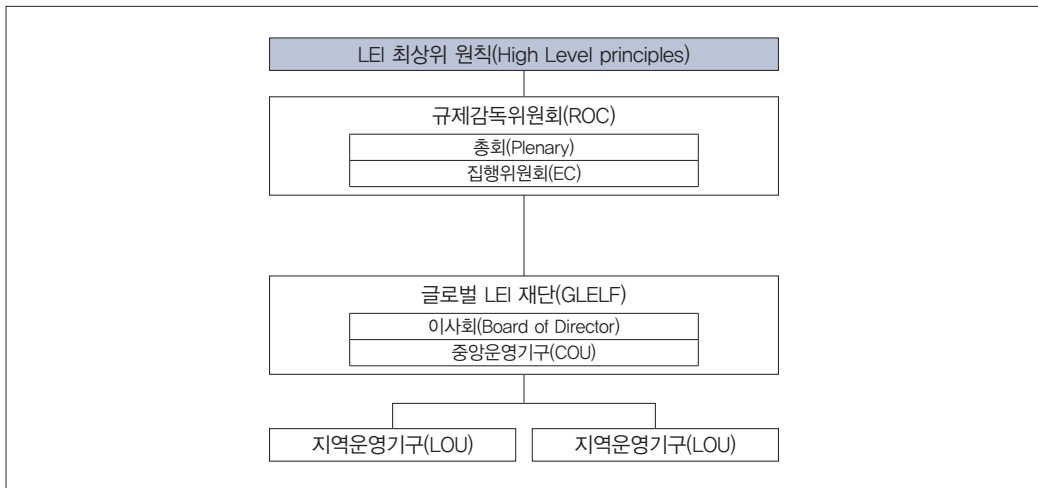 LEI 최상위 원칙(High Level principles)
규제감독위원회(ROC)
총회(Plenary)
집행위원회(EC)
글로벌 LEI 재단(GLELF)
이사회(Board of Director)
중앙운영기구(COU)
지역운영기구(LOU) 지역운영기구(LOU)